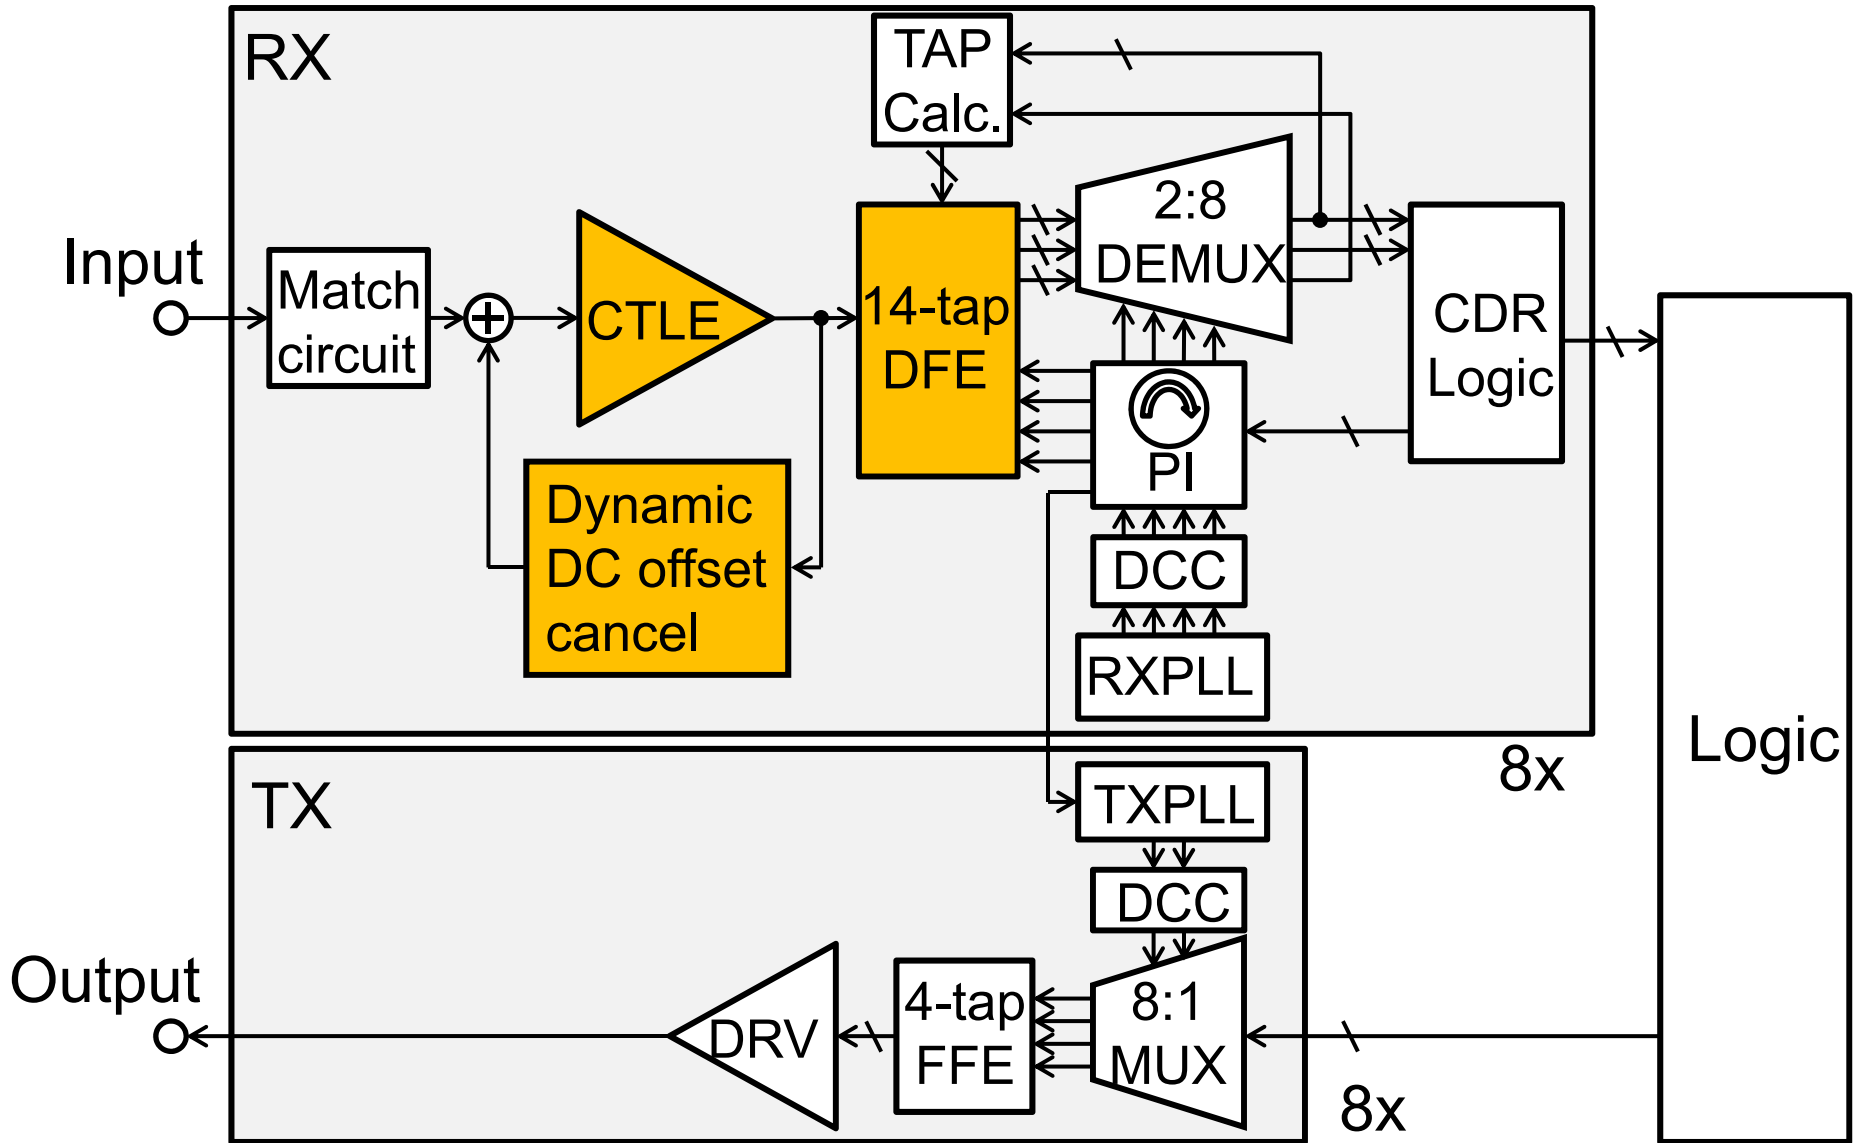 RX
TAP
Calc.
2:8
DEMUX
Input
Match
circuit
CTLE
14-tap
DFE
CDR
Logic
PI
Dynamic
DC offset
cancel
DCC
RXPLL
8x
Logic
TX
TXPLL
DCC
Output
DRV
4-tap
FFE
8:1
MUX
8x